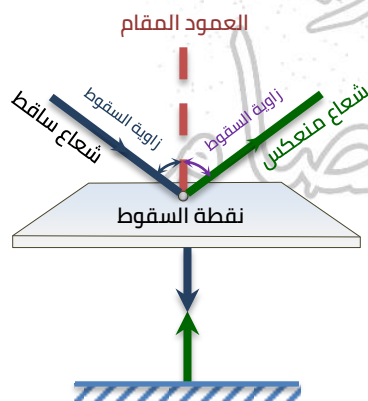 العمود المقام
زاوية السقوط
زاوية السقوط
شعاع ساقط
شعاع منعكس
نقطة السقوط